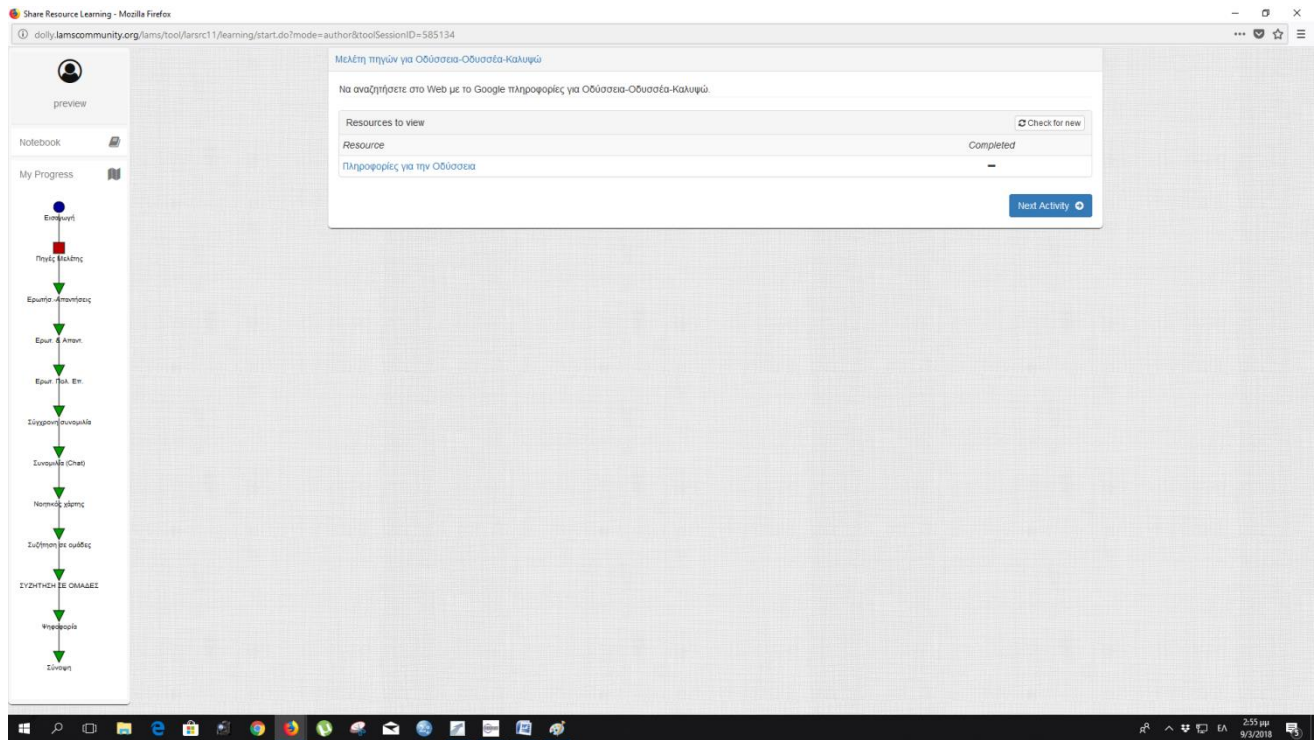 Share Resource Learning - Mozilla Firefox
dolly.lamscommunity.org/lams/tool/larsrc11/learning/start.do?mode=author&toolSessionID=585134
preview
Notebook
My Progress
Εισαγωγή
Πηγές Μελέτης
Ερωτήσ.-Απαντήσεις
Ερωτ. & Απαντ.
Ερωτ. Πολ. Επ.
Σύγχρονη συνομιλία
Συνομιλία (Chat)
Νοητικός χάρτης
Συζήτηση σε ομάδες
ΣΥΖΗΤΗΣΗ ΣΕ ΟΜΑΔΕΣ
Ψηφοφορία
Σύνοψη
Μελέτη πηγών για Οδύσσεια-Οδυσσέα-Καλυψώ
Να αναζητήσετε στο Web με το Google πληροφορίες για Οδύσσεια-Οδυσσέα-Καλυψώ.
Resources to view
Check for new
Resource Completed
Πληροφορίες για την Οδύσσεια
Next Activity
ΕΛ
2:55 μμ
9/3/2018